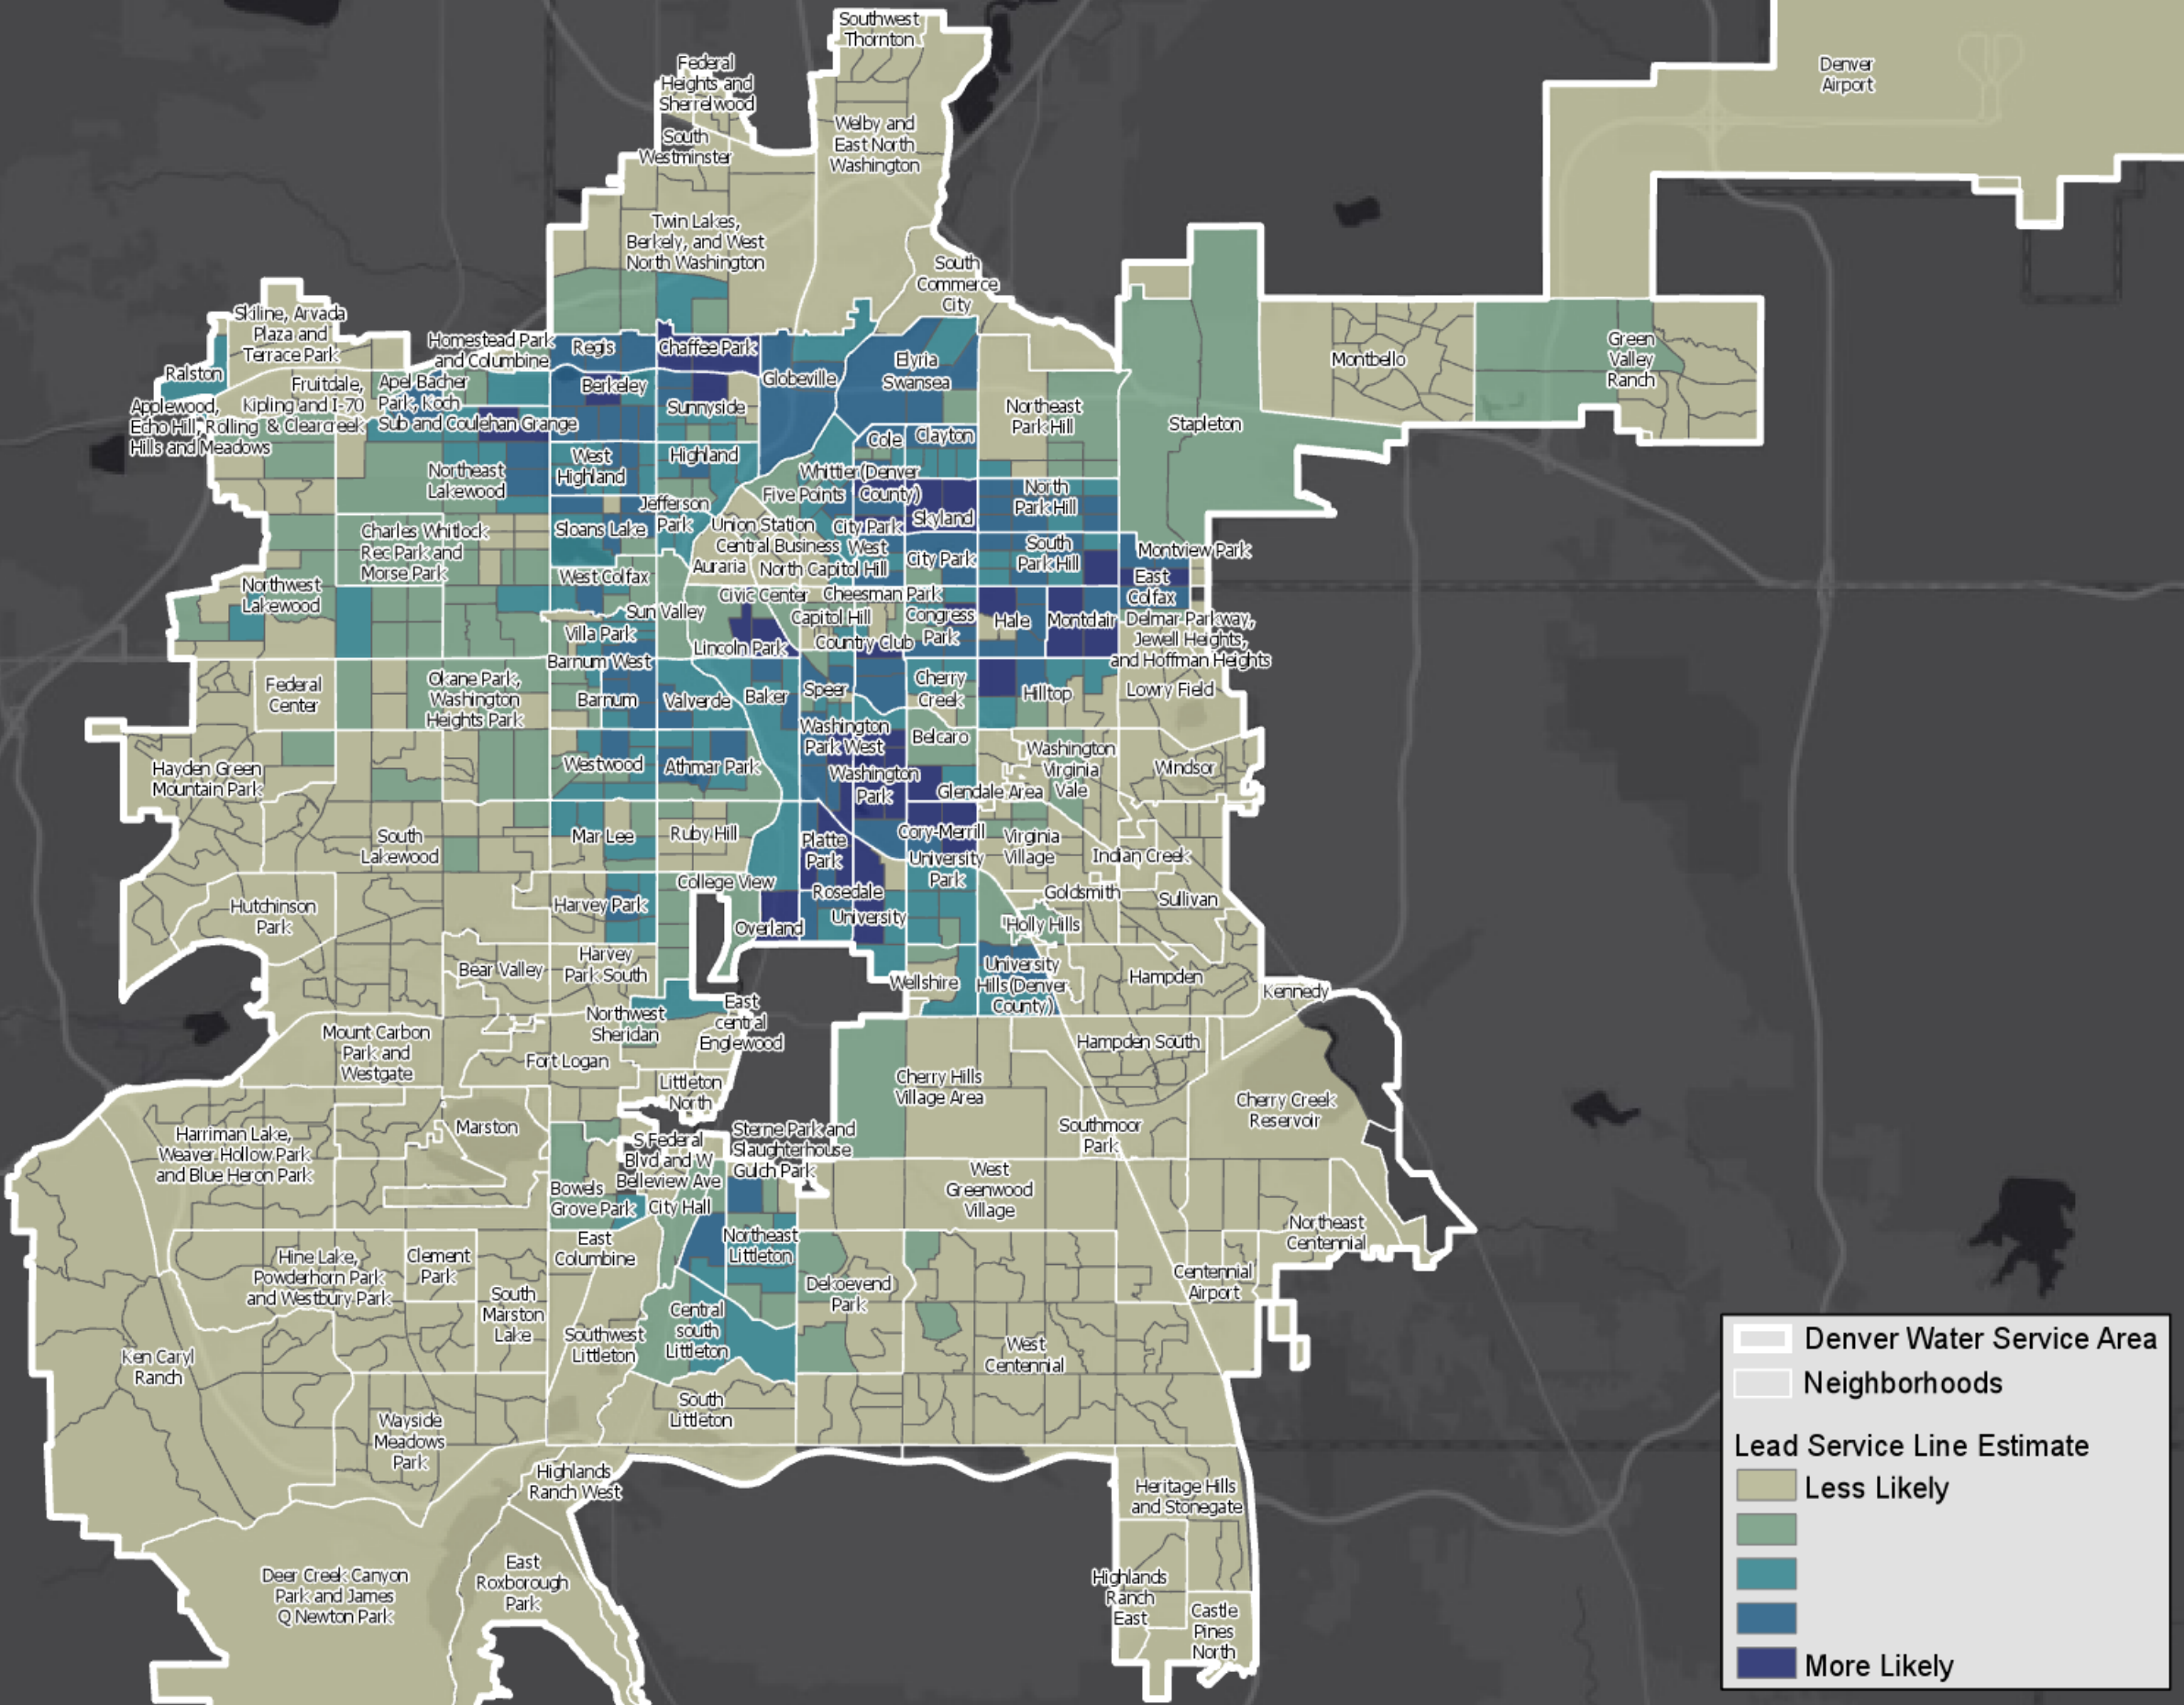 Southwest
Thornton
Denver
Airport
Federal
Heights and
Sherrelwood
Welby and
East North
Washington
South
Westminster
Twin Lakes,
Berkely, and West
North Washington
South
Commerce
City
Skiline, Arvada
Plaza and
Terrace Park
Homestead Park
and Columbine
Regis
Chaffee Park
Elyria
Swansea
Montbello
Green
Valley
Ranch
Ralston
Fruitdale,
Kipling and I-70
& Clearcreek
Apel Bacher
Park, Koch
Sub and Coulehan Grange
Berkeley
Globeville
Sunnyside
Applewood,
Echo Hill, Rolling
Hills and Meadows
Northeast
Park Hill
Stapleton
Cole
Clayton
West
Highland
Highland
Northeast
Lakewood
Whittier (Denver
County)
Five Points
North
Park Hill
Jefferson
Park
Skyland
Charles Whitlock
Rec Park and
Morse Park
Sloans Lake
Union Station
City Park
West
Central Business
South
Park Hill
Montview Park
City Park
Auraria
North Capitol Hill
West Colfax
East
Colfax
Northwest
Lakewood
Civic Center
Cheesman Park
Sun Valley
Capitol Hill
Congress
Park
Hale
Montclair
Delmar Parkway,
Jewell Heights,
and Hoffman Heights
Villa Park
Lincoln Park
Country Club
Barnum West
Federal
Center
Okane Park,
Washington
Heights Park
Barnum
Valverde
Baker
Speer
Cherry
Creek
Hilltop
Lowry Field
Washington
Park West
Belcaro
Washington
Virginia
Vale
Hayden Green
Mountain Park
Westwood
Athmar Park
Washington
Park
Windsor
Glendale Area
South
Lakewood
Mar Lee
Ruby Hill
Platte
Park
Cory-Merrill
Virginia
Village
Indian Creek
University
Park
College View
Rosedale
Goldsmith
Sullivan
Hutchinson
Park
Harvey Park
Overland
University
Holly Hills
Bear Valley
Harvey
Park South
Wellshire
University
Hills (Denver
County)
Hampden
Kennedy
Mount Carbon
Park and
Westgate
Northwest
Sheridan
East
central
Englewood
Fort Logan
Hampden South
Littleton
North
Cherry Hills
Village Area
Cherry Creek
Reservoir
Harriman Lake,
Weaver Hollow Park
and Blue Heron Park
Marston
S Federal
Blvd and W
Belleview Ave
Sterne Park and
Slaughterhouse
Gulch Park
Southmoor
Park
Bowels
Grove Park
City Hall
West
Greenwood
Village
Northeast
Centennial
East
Columbine
Northeast
Littleton
Hine Lake,
Powderhorn Park
and Westbury Park
Clement
Park
Dekoevend
Park
Centennial
Airport
South
Marston
Lake
Central
south
Littleton
Ken Caryl
Ranch
Southwest
Littleton
West
Centennial
South
Littleton
Wayside
Meadows
Park
Highlands
Ranch West
Heritage Hills
and Stonegate
Deer Creek Canyon
Park and James
Q Newton Park
East
Roxborough
Park
Highlands
Ranch
East
Castle
Pines
North
Denver Water Service Area
Neighborhoods
Lead Service Line Estimate
Less Likely
More Likely